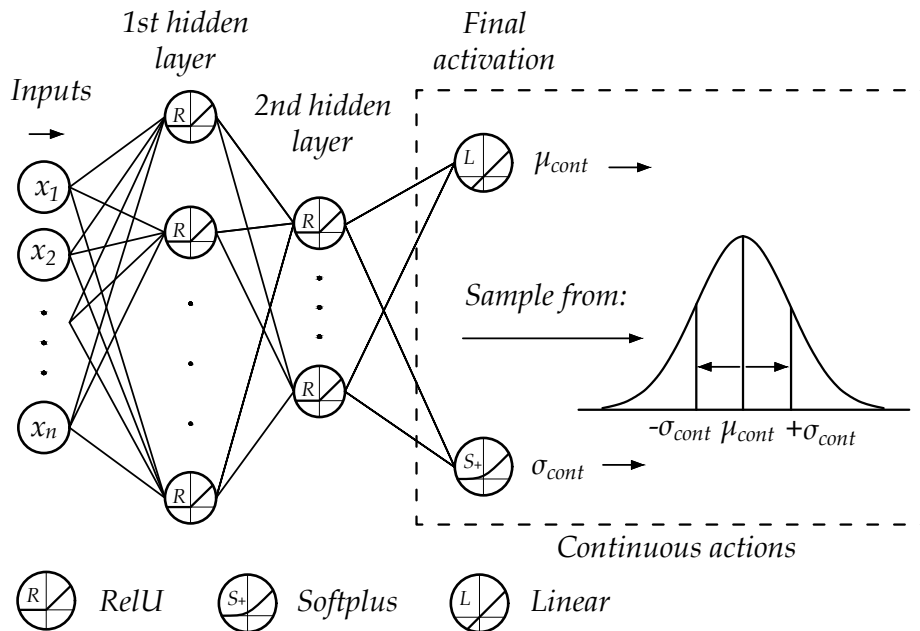 1st hidden
layer
Final
activation
Inputs
2nd hidden
layer
R
L
μcont
x1
R
R
x2
Sample from:
R
xn
-σcont μcont +σcont
S+
σcont
R
Continuous actions
R RelU S+ Softplus L Linear